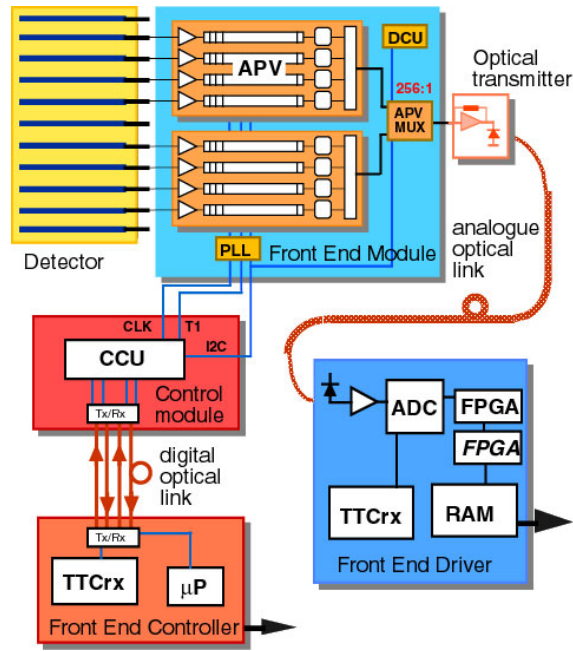 DCU
Optical
transmitter
APV
256:1
APV
MUX
analogue
optical
link
PLL
Front End Module
Detector
CLK
T1
I2C
CCU
Control
module
Tx/Rx
digital
optical
link
ADC
FPGA
FPGA
TTCrx
RAM
Front End Driver
Tx/Rx
TTCrx
μP
Front End Controller